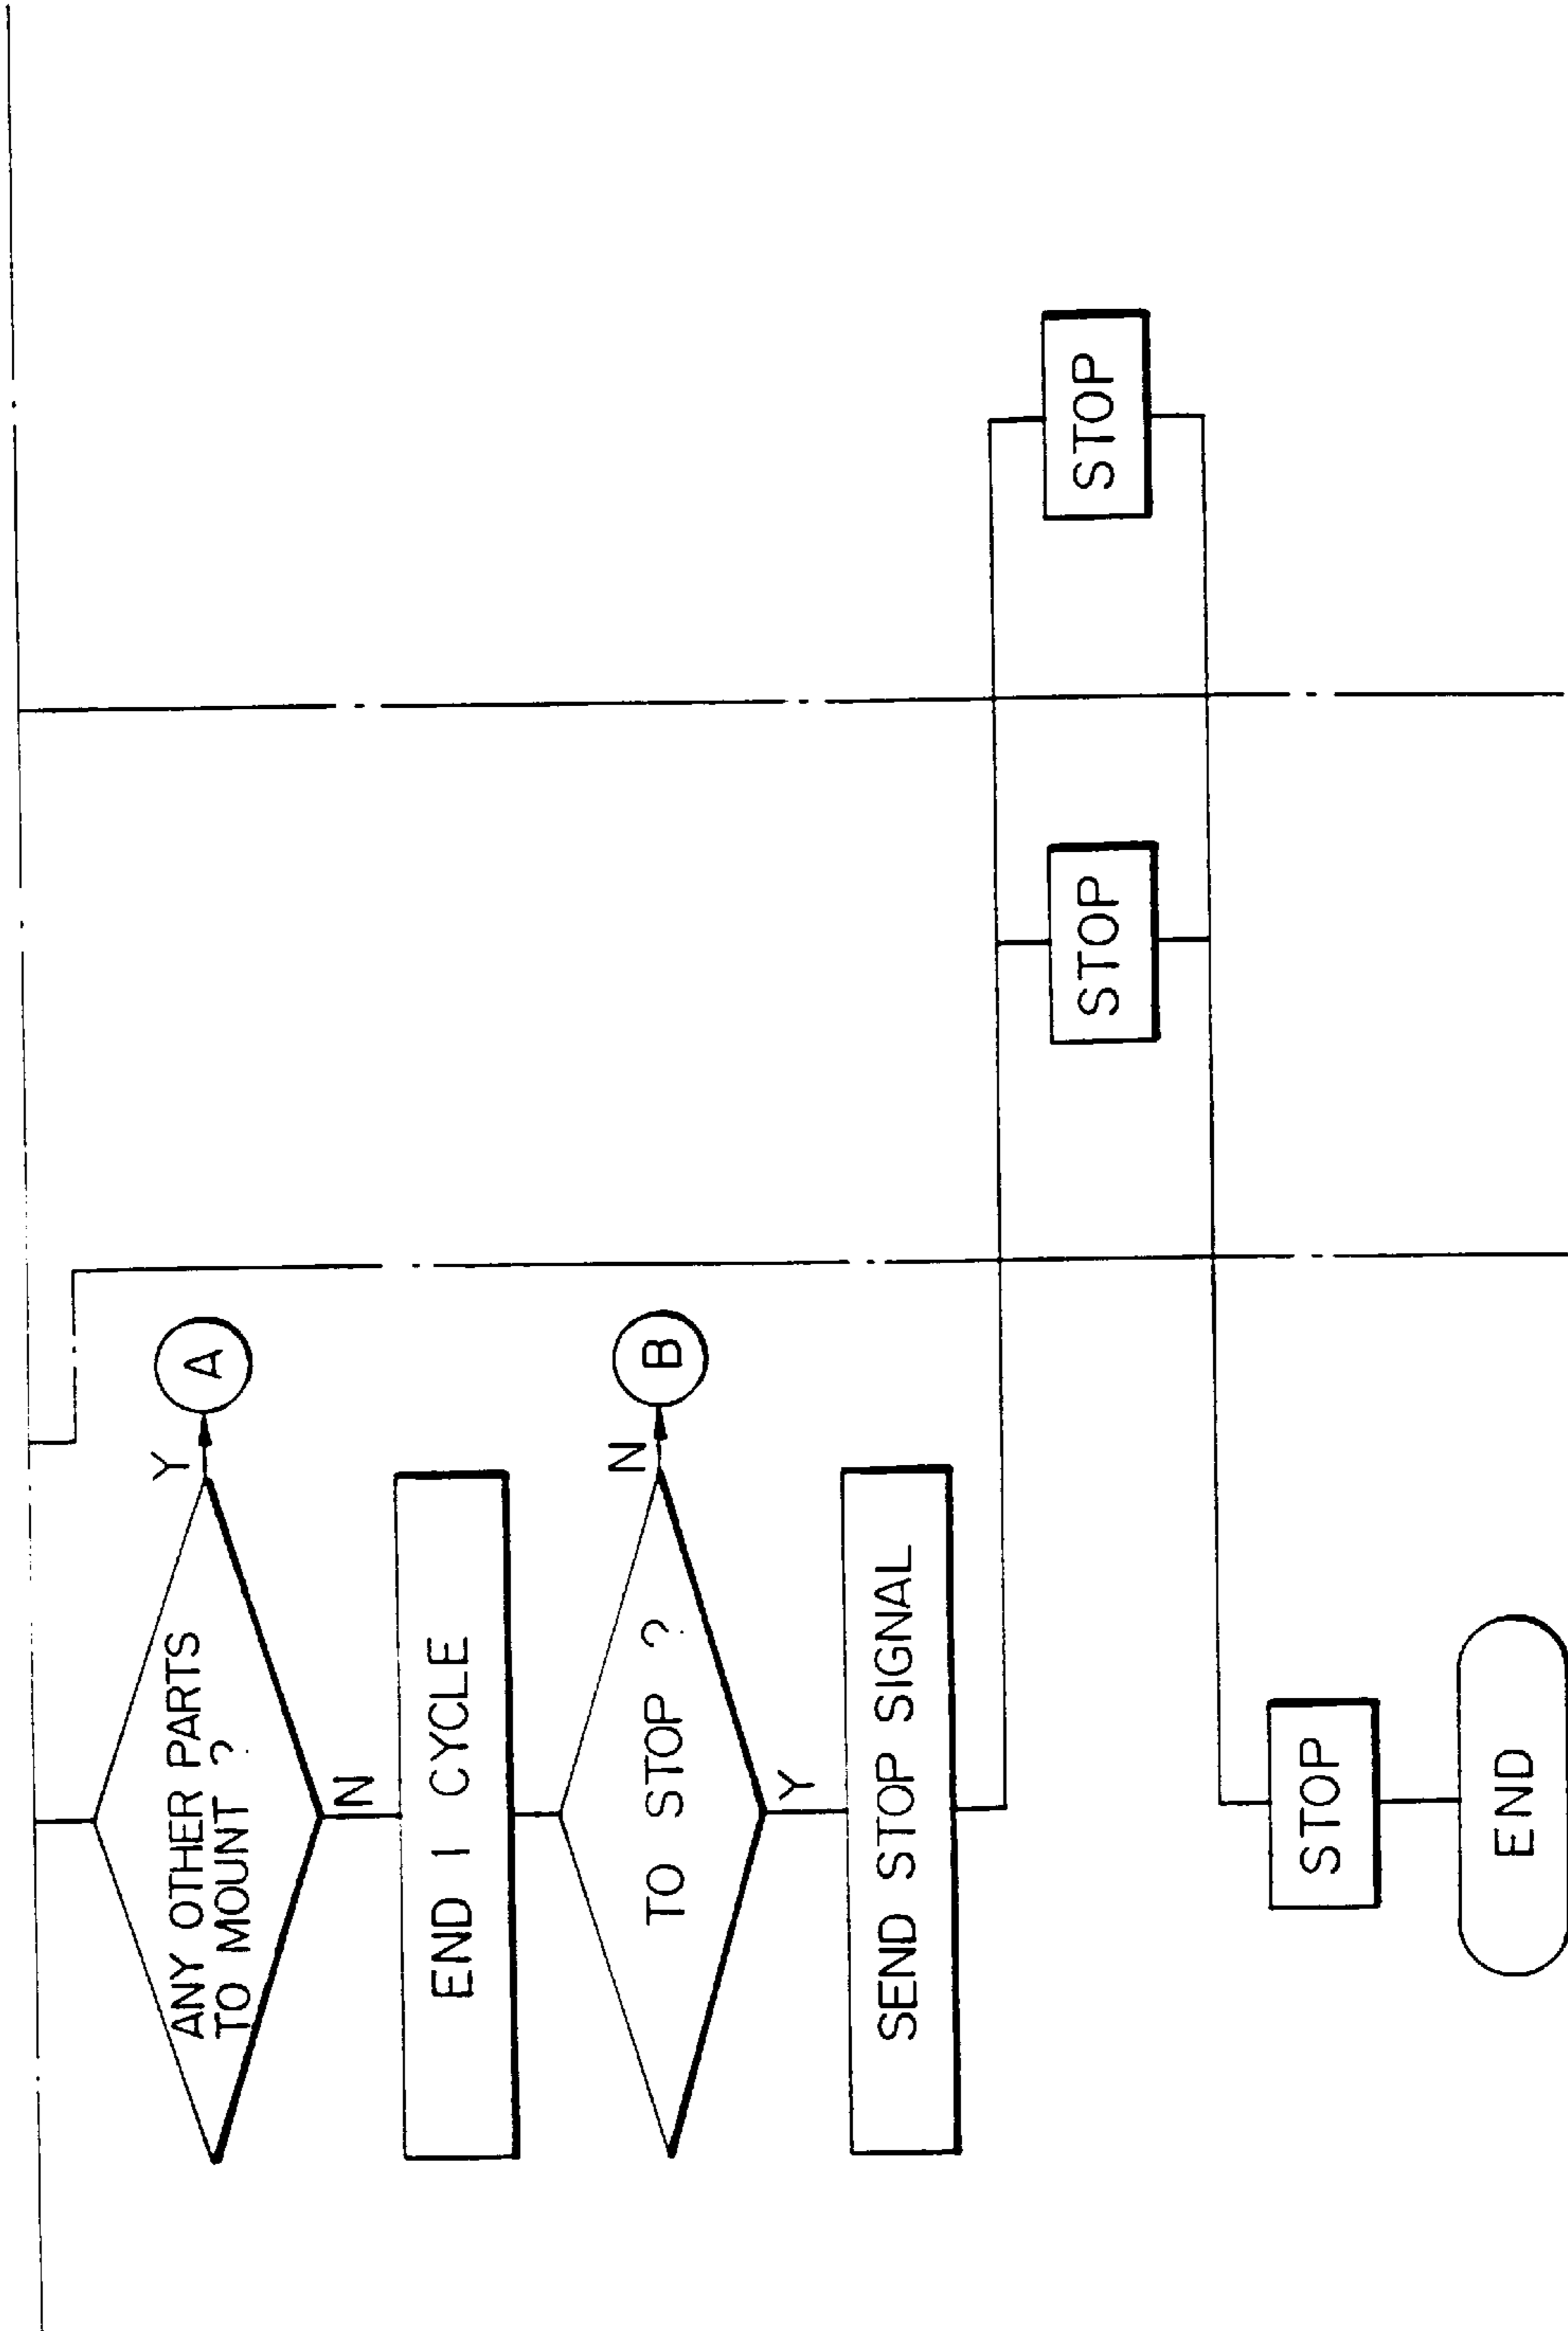 ANY OTHER PARTS
TO MOUNT ?
Y
A
N
END 1 CYCLE
TO STOP ?
N
B
Y
SEND STOP SIGNAL
STOP
STOP
STOP
END